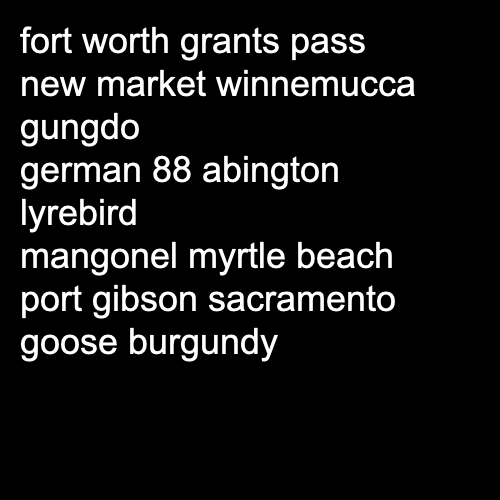 fort worth grants pass
new market winnemucca
gungdo
german 88 abington
lyrebird
mangonel myrtle beach
port gibson sacramento
goose burgundy